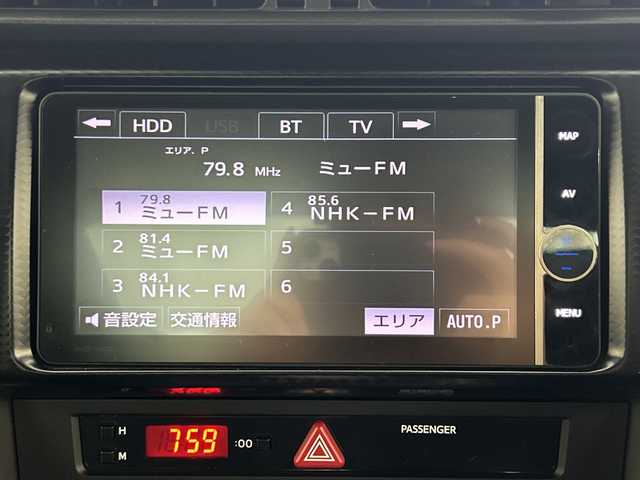 HDD USB BT TV
エリア. P
79.8 MHz ミューFM
1 79.8 ミューFM
4 85.6 NHK-FM
2 81.4 ミューFM
5
3 84.1 NHK-FM
6
音設定 交通情報 エリア AUTO.P
MAP
AV
MENU
H
M
759 :00
PASSENGER